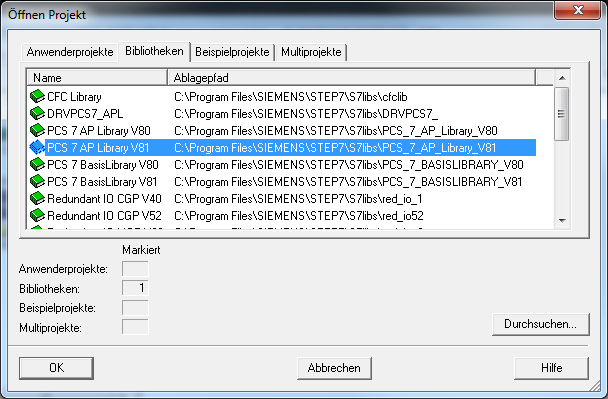 Öffnen Projekt
Anwenderprojekte Bibliotheken Beispielprojekte Multiprojekte
Name Ablagepfad
CFC Library C:\Program Files\SIEMENS\STEP7\S7libs\cfclib
DRVPCS7_APL C:\Program Files\SIEMENS\STEP7\S7libs\DRVPCS7_
PCS 7 AP Library V80 C:\Program Files\SIEMENS\STEP7\S7libs\PCS_7_AP_Library_V80
PCS 7 AP Library V81 C:\Program Files\SIEMENS\STEP7\S7libs\PCS_7_AP_Library_V81
PCS 7 BasisLibrary V80 C:\Program Files\SIEMENS\STEP7\S7libs\PCS_7_BASISLIBRARY_V80
PCS 7 BasisLibrary V81 C:\Program Files\SIEMENS\STEP7\S7libs\PCS_7_BASISLIBRARY_V81
Redundant IO CGP V40 C:\Program Files\SIEMENS\STEP7\S7libs\red_io_1
Redundant IO CGP V52 C:\Program Files\SIEMENS\STEP7\S7libs\red_io52
Markiert
Anwenderprojekte:
Bibliotheken: 1
Beispielprojekte:
Multiprojekte:
Durchsuchen...
OK Abbrechen Hilfe